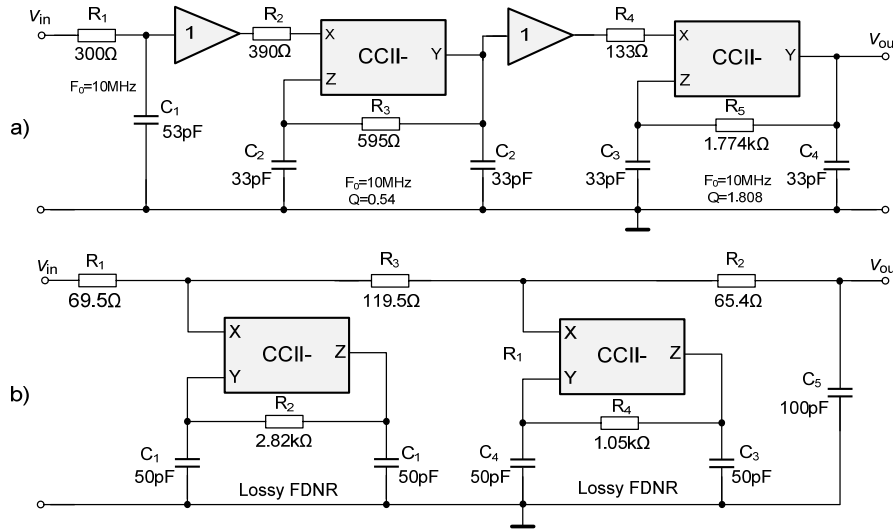 Vin
R1
300Ω
F0=10MHz
C1
53pF
1
R2
390Ω
X
CCII-
Y
Z
R3
595Ω
C2
33pF
C2
33pF
F0=10MHz
Q=0.54
1
R4
133Ω
X
CCII-
Y
Z
R5
1.774kΩ
C3
33pF
C4
33pF
F0=10MHz
Q=1.808
Vou
a)
Vin
R1
69.5Ω
R3
119.5Ω
R2
65.4Ω
Vou
X
CCII-
Z
Y
R2
2.82kΩ
C1
50pF
C1
50pF
Lossy FDNR
R1
X
CCII-
Z
Y
R4
1.05kΩ
C4
50pF
C3
50pF
Lossy FDNR
C5
100pF
b)